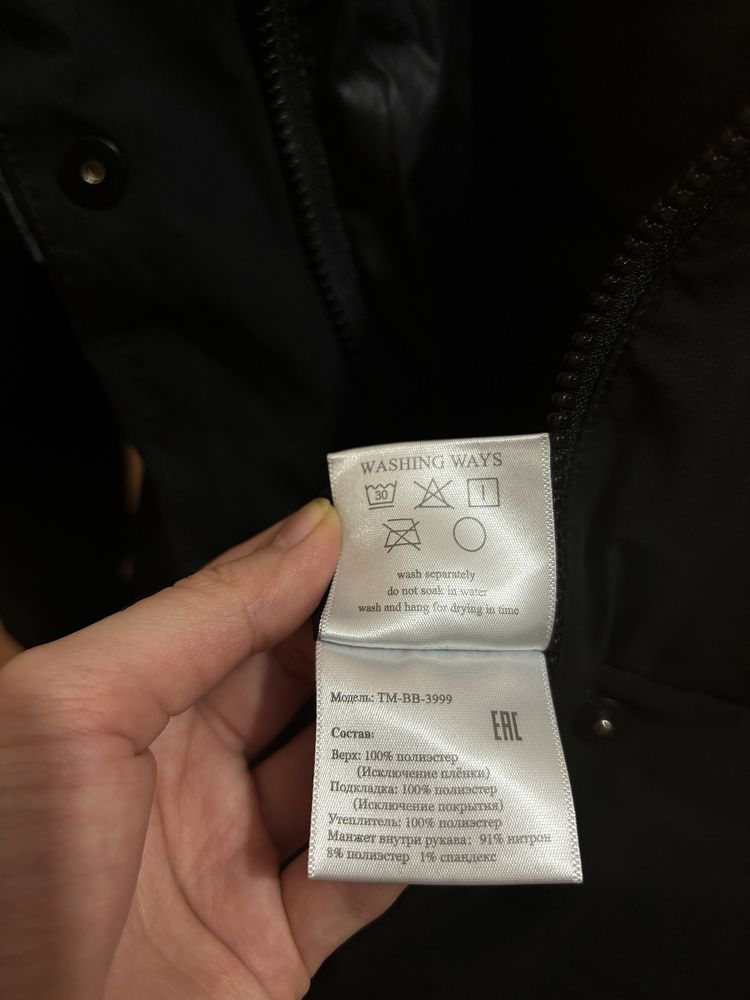 WASHING WAYS
30
wash separately
do not soak in water
wash and hang for drying in time
Модель: TM-BB-3999
EAC
Состав:
Верх: 100% полиэстер
(Исключение плёнки)
Подкладка: 100% полиэстер
(Исключение покрытия)
Утеплитель: 100% полиэстер
Манжет внутри рукава: 91% нитрон
8% полиэстер 1% спандекс